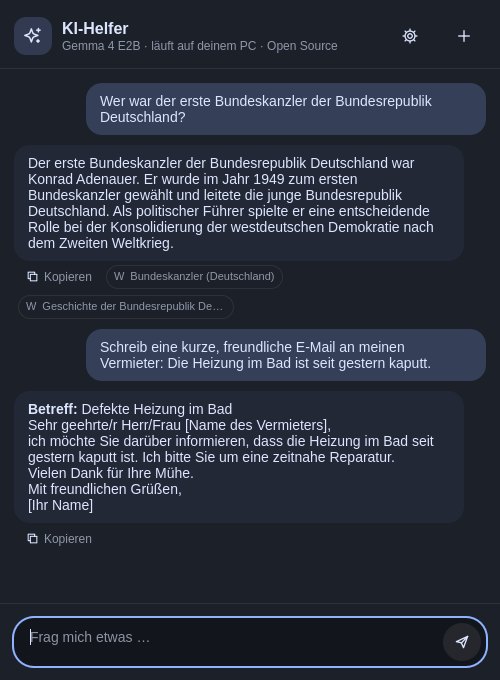 KI-Helfer
Gemma 4 E2B · läuft auf deinem PC · Open Source
Wer war der erste Bundeskanzler der Bundesrepublik
Deutschland?
Der erste Bundeskanzler der Bundesrepublik Deutschland war
Konrad Adenauer. Er wurde im Jahr 1949 zum ersten
Bundeskanzler gewählt und leitete die junge Bundesrepublik
Deutschland. Als politischer Führer spielte er eine entscheidende
Rolle bei der Konsolidierung der westdeutschen Demokratie nach
dem Zweiten Weltkrieg.
Kopieren
W Bundeskanzler (Deutschland)
W Geschichte der Bundesrepublik De…
Schreib eine kurze, freundliche E-Mail an meinen
Vermieter: Die Heizung im Bad ist seit gestern kaputt.
Betreff: Defekte Heizung im Bad
Sehr geehrte/r Herr/Frau [Name des Vermieters],
ich möchte Sie darüber informieren, dass die Heizung im Bad seit
gestern kaputt ist. Ich bitte Sie um eine zeitnahe Reparatur.
Vielen Dank für Ihre Mühe.
Mit freundlichen Grüßen,
[Ihr Name]
Kopieren
Frag mich etwas …